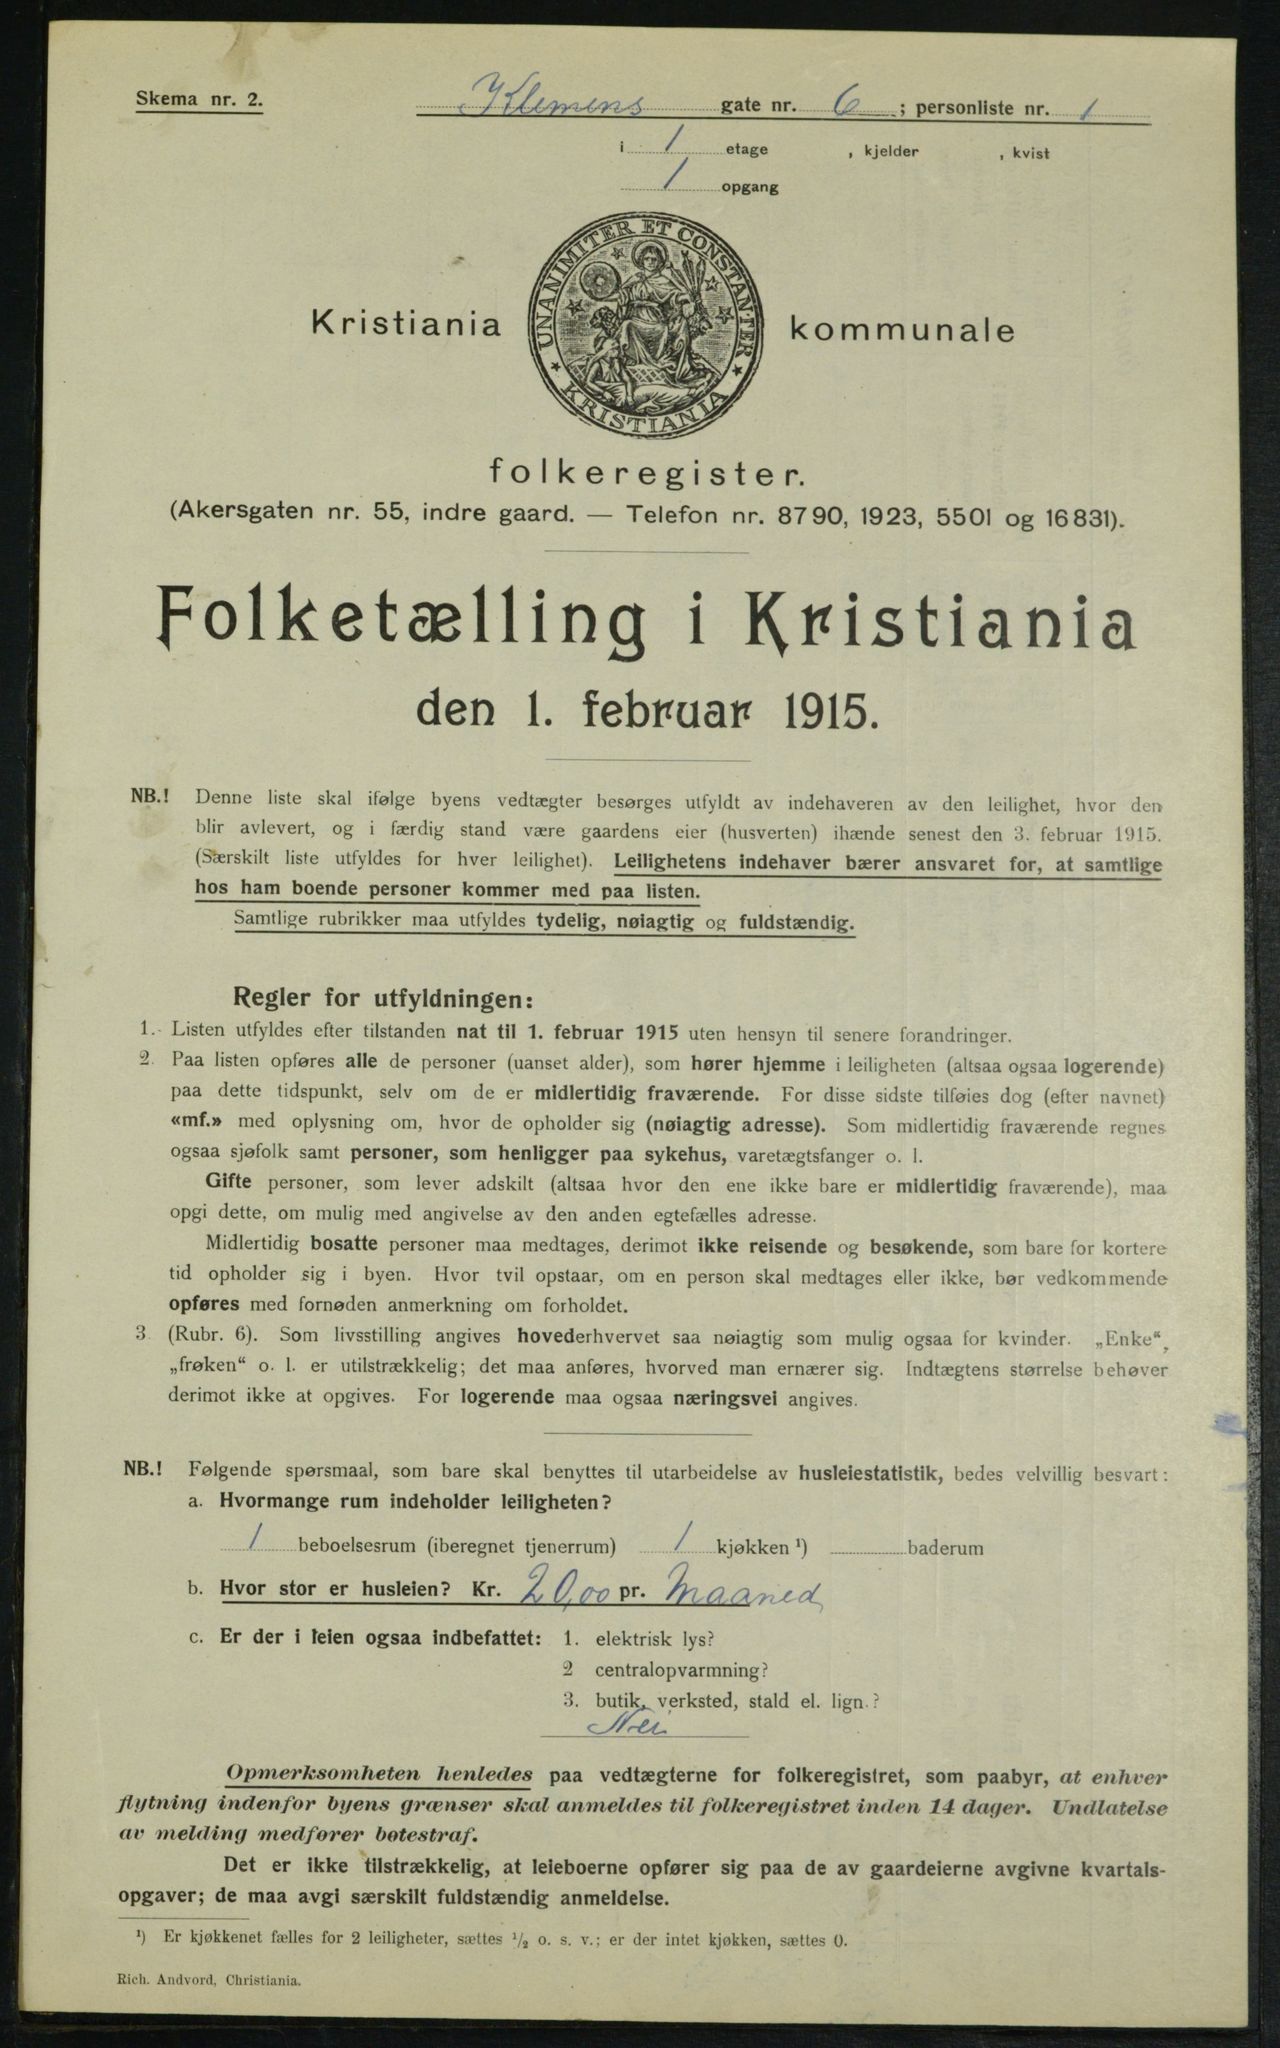 Skema nr. 2.
Klemens gate nr. 6 ; personliste nr. 1
i 1 etage , kjelder , kvist
1 opgang
UNANIMITER ET CONSTANTER
KRISTIANIA
Kristiania kommunale
folkeregister.
(Akersgaten nr. 55, indre gaard. — Telefon nr. 8790, 1923, 5501 og 16831).
Folketælling i Kristiania
den 1. februar 1915.
NB.! Denne liste skal ifølge byens vedtægter besørges utfyldt av indehaveren av den leilighet, hvor den
blir avlevert, og i færdig stand være gaardens eier (husverten) ihænde senest den 3. februar 1915.
(Særskilt liste utfyldes for hver leilighet). Leilighetens indehaver bærer ansvaret for, at samtlige
hos ham boende personer kommer med paa listen.
Samtlige rubrikker maa utfyldes tydelig, nøiagtig og fuldstændig.
Regler for utfyldningen:
1. Listen utfyldes efter tilstanden nat til 1. februar 1915 uten hensyn til senere forandringer.
2. Paa listen opføres alle de personer (uanset alder), som hører hjemme i leiligheten (altsaa ogsaa logerende)
paa dette tidspunkt, selv om de er midlertidig fraværende. For disse sidste tilføies dog (efter navnet)
«mf.» med oplysning om, hvor de opholder sig (nøiagtig adresse). Som midlertidig fraværende regnes
ogsaa sjøfolk samt personer, som henligger paa sykehus, varetægtsfanger o. l.
Gifte personer, som lever adskilt (altsaa hvor den ene ikke bare er midlertidig fraværende), maa
opgi dette, om mulig med angivelse av den anden egtefælles adresse.
Midlertidig bosatte personer maa medtages, derimot ikke reisende og besøkende, som bare for kortere
tid opholder sig i byen. Hvor tvil opstaar, om en person skal medtages eller ikke, bør vedkommende
opføres med fornøden anmerkning om forholdet.
3. (Rubr. 6). Som livsstilling angives hovederhvervet saa nøiagtig som mulig ogsaa for kvinder. „Enke“,
„frøken“ o. l. er utilstrækkelig; det maa anføres, hvorved man ernærer sig. Indtægtens størrelse behøver
derimot ikke at opgives. For logerende maa ogsaa næringsvei angives.
NB.! Følgende spørsmaal, som bare skal benyttes til utarbeidelse av husleiestatistik, bedes velvillig besvart:
a. Hvormange rum indeholder leiligheten?
1 beboelsesrum (iberegnet tjenerrum) 1 kjøkken ¹) baderum
b. Hvor stor er husleien? Kr. 20,00 pr. Maaned
c. Er der i leien ogsaa indbefattet: 1. elektrisk lys?
2 centralopvarmning?
3. butik, verksted, stald el. lign.?
Nei
Opmerksomheten henledes paa vedtægterne for folkeregistret, som paabyr, at enhver
flytning indenfor byens grænser skal anmeldes til folkeregistret inden 14 dager. Undlatelse
av melding medfører bøtestraf.
Det er ikke tilstrækkelig, at leieboerne opfører sig paa de av gaardeierne avgivne kvartals-
opgaver; de maa avgi særskilt fuldstændig anmeldelse.
¹) Er kjøkkenet fælles for 2 leiligheter, sættes ½ o. s. v.; er der intet kjøkken, sættes 0.
Rich. Andvord, Christiania.